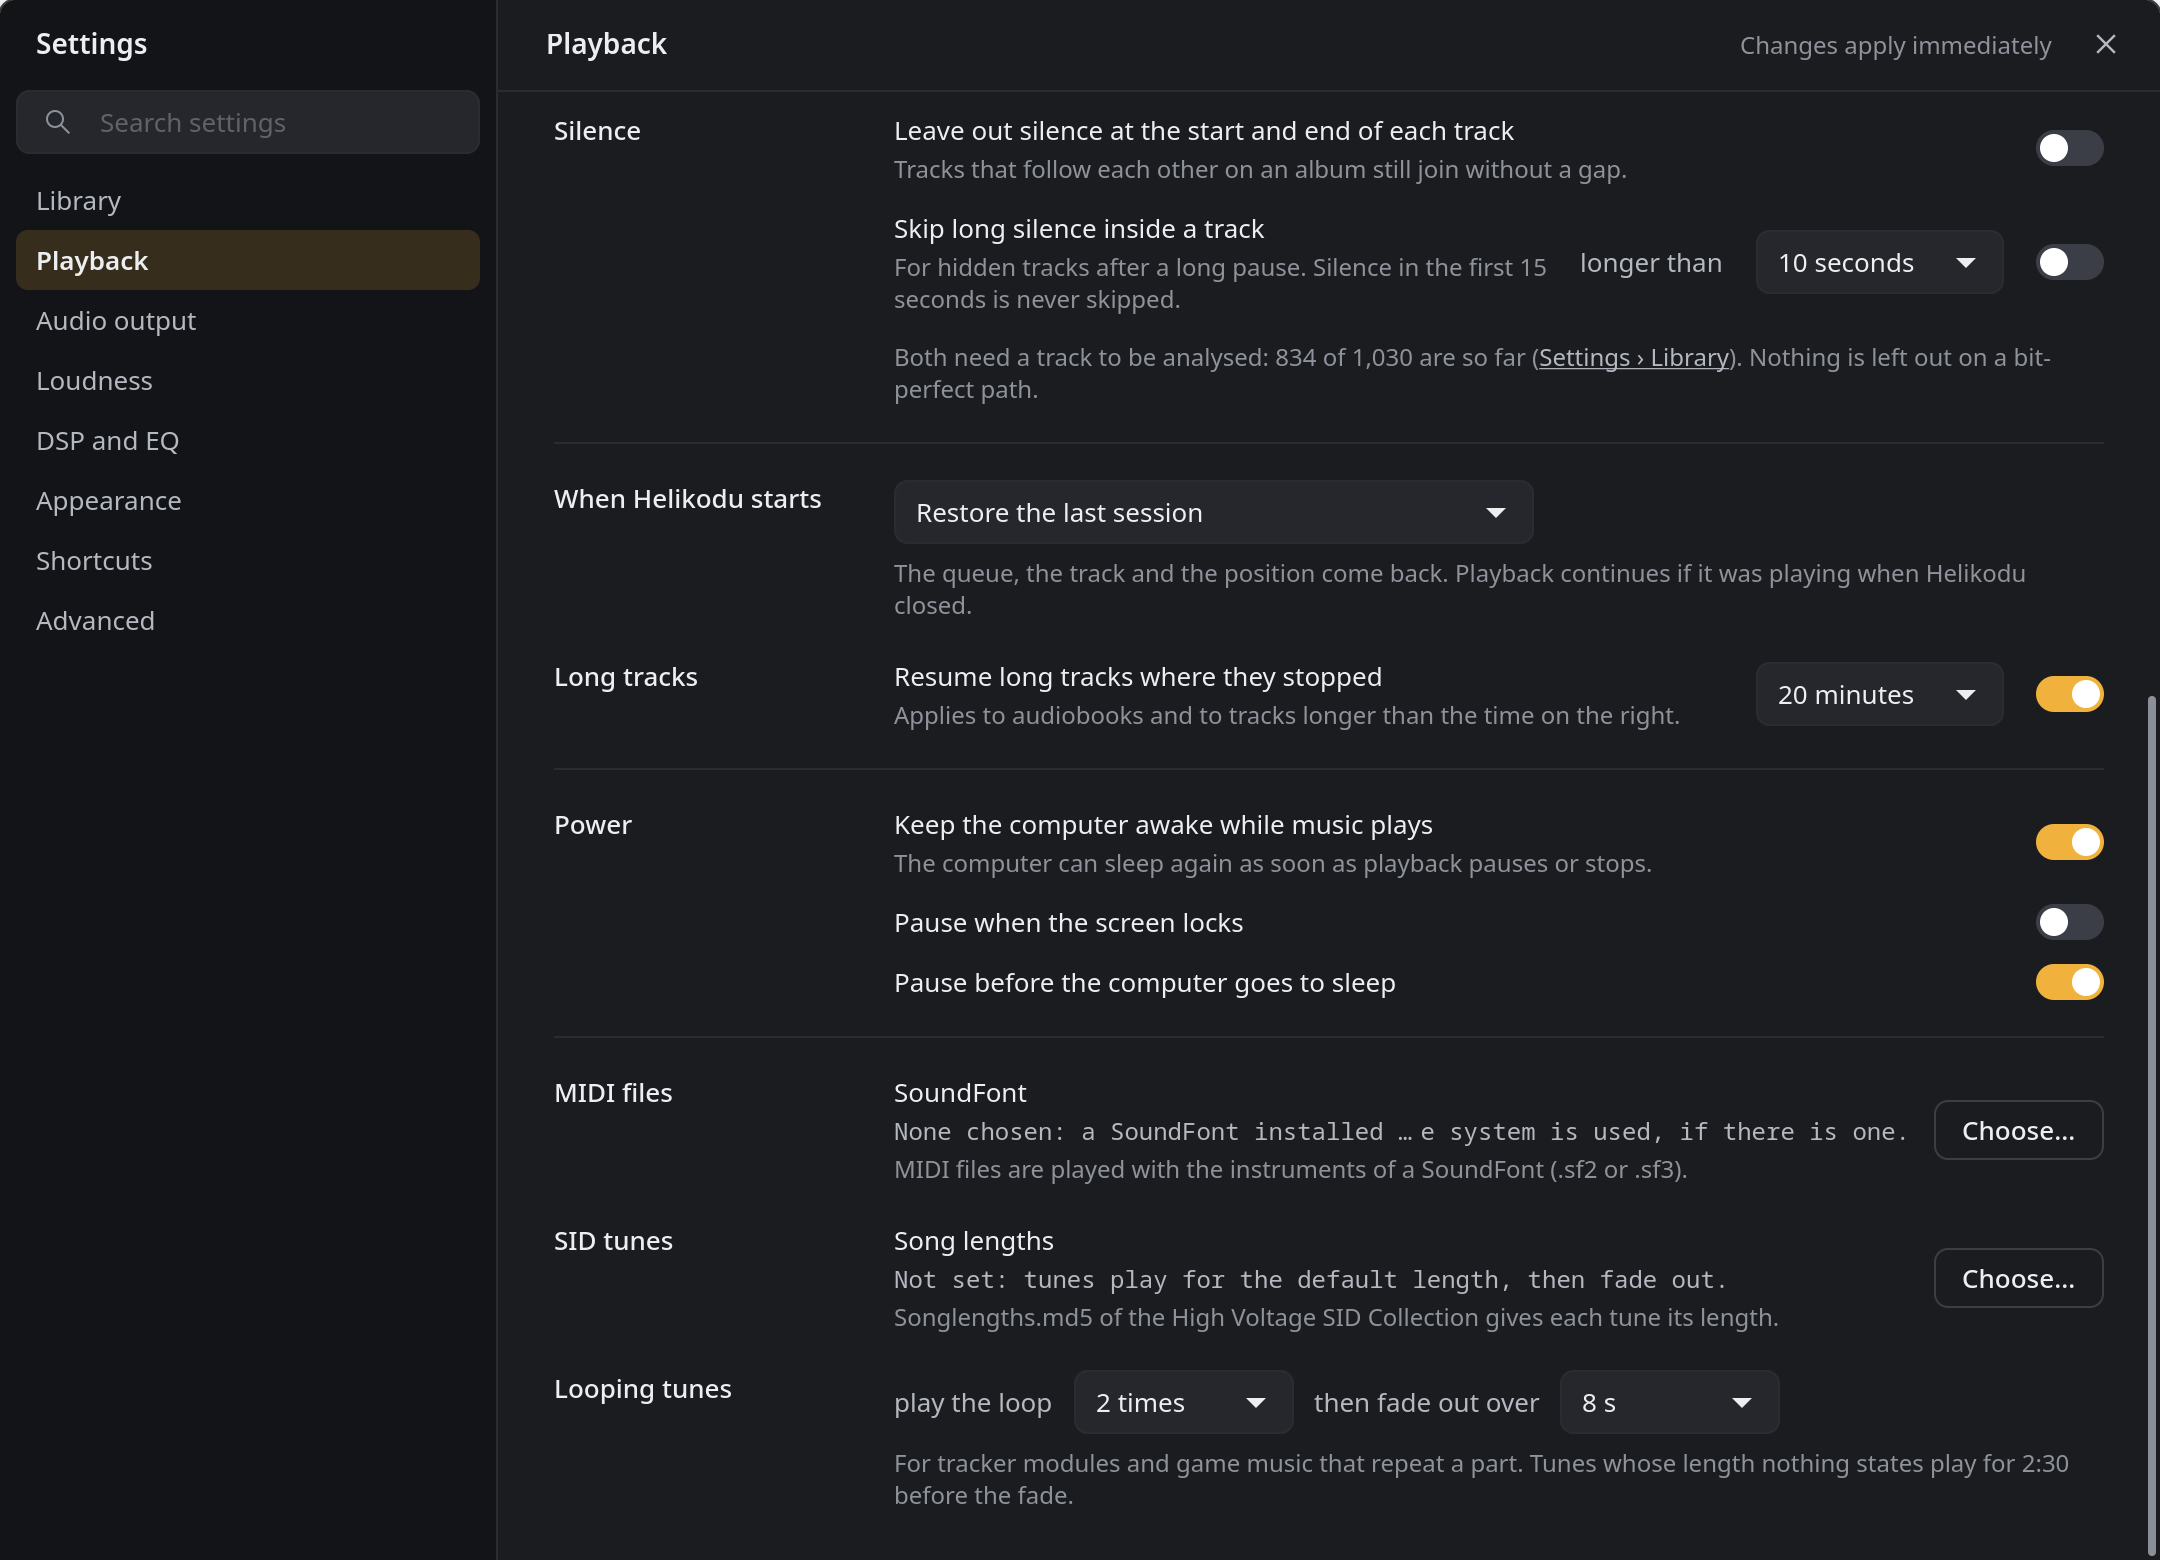 Settings
Search settings
Library
Playback
Audio output
Loudness
DSP and EQ
Appearance
Shortcuts
Advanced
Playback
Changes apply immediately
Silence
Leave out silence at the start and end of each track
Tracks that follow each other on an album still join without a gap.
Skip long silence inside a track
For hidden tracks after a long pause. Silence in the first 15
seconds is never skipped.
longer than
10 seconds
Both need a track to be analysed: 834 of 1,030 are so far (Settings › Library). Nothing is left out on a bit-
perfect path.
When Helikodu starts
Restore the last session
The queue, the track and the position come back. Playback continues if it was playing when Helikodu
closed.
Long tracks
Resume long tracks where they stopped
Applies to audiobooks and to tracks longer than the time on the right.
20 minutes
Power
Keep the computer awake while music plays
The computer can sleep again as soon as playback pauses or stops.
Pause when the screen locks
Pause before the computer goes to sleep
MIDI files
SoundFont
None chosen: a SoundFont installed … e system is used, if there is one.
MIDI files are played with the instruments of a SoundFont (.sf2 or .sf3).
Choose...
SID tunes
Song lengths
Not set: tunes play for the default length, then fade out.
Songlengths.md5 of the High Voltage SID Collection gives each tune its length.
Choose...
Looping tunes
play the loop 2 times then fade out over 8 s
For tracker modules and game music that repeat a part. Tunes whose length nothing states play for 2:30
before the fade.